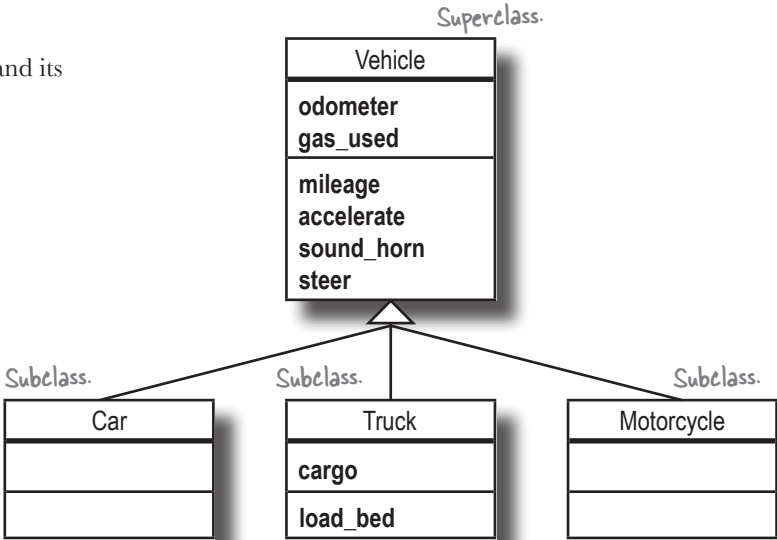 Superclass.
and its
Vehicle
odometer
gas_used
mileage
accelerate
sound_horn
steer
Subclass.
Subclass.
Subclass.
Car
Truck
Motorcycle
cargo
load_bed